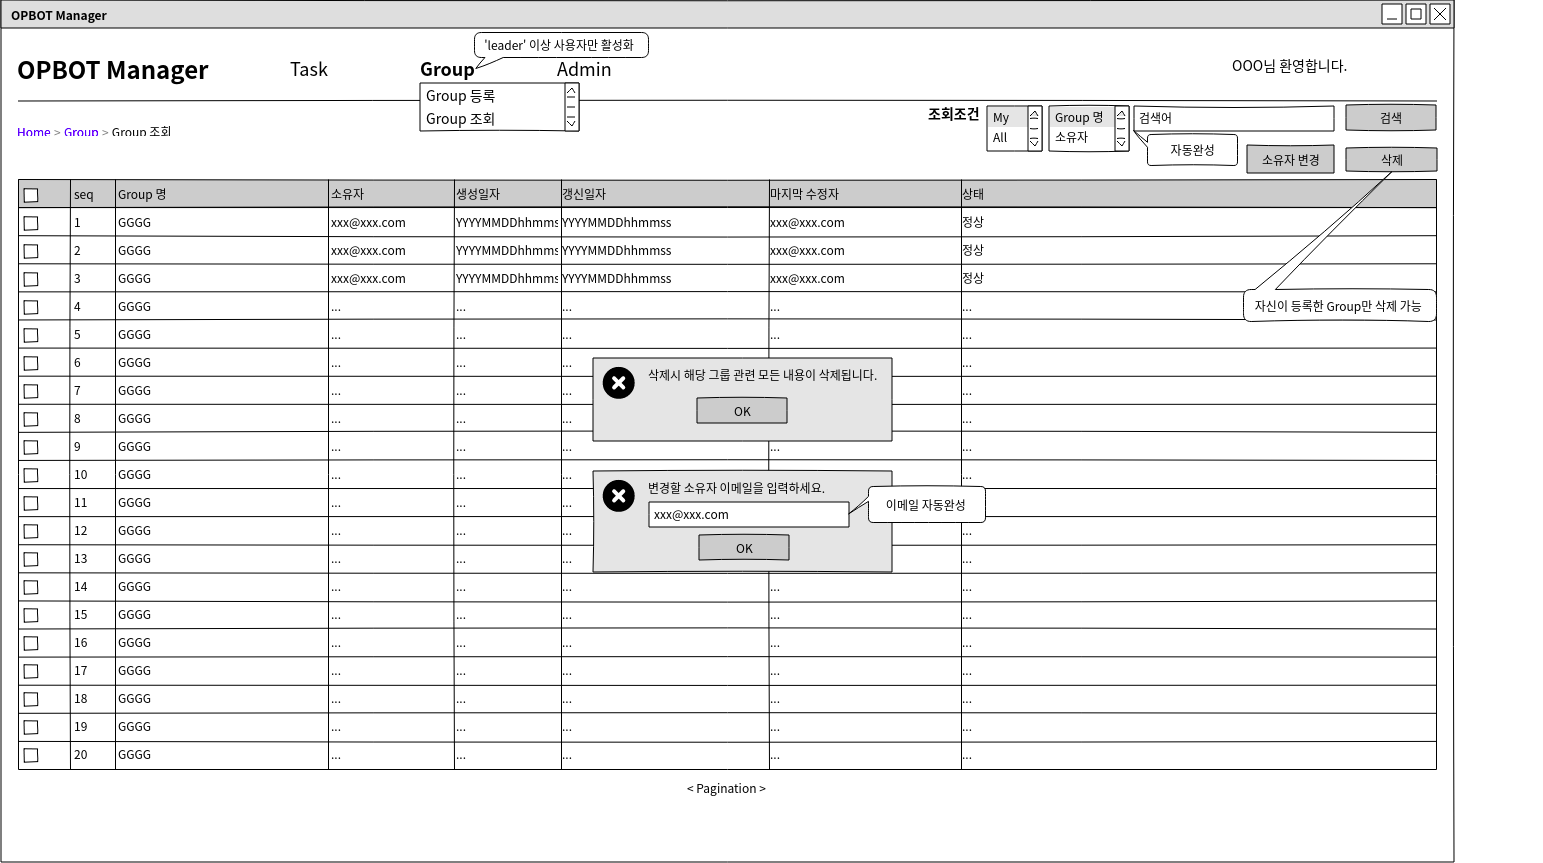 OPBOT Manager
'leader' 이상 사용자만 활성화
OPBOT Manager Task Group Admin OOO님 환영합니다.
Group 등록
Group 조회
Home > Group > Group 조회
조회조건 My Group 명 검색어 검색
All 소유자
자동완성 소유자 변경 삭제
seq Group 명 소유자 생성일자 갱신일자 마지막 수정자 상태
1 GGGG xxx@xxx.com YYYYMMDDhhmms YYYYMMDDhhmmss xxx@xxx.com 정상
2 GGGG xxx@xxx.com YYYYMMDDhhmms YYYYMMDDhhmmss xxx@xxx.com 정상
3 GGGG xxx@xxx.com YYYYMMDDhhmms YYYYMMDDhhmmss xxx@xxx.com 정상
4 GGGG ... ... ... ... ...
자신이 등록한 Group만 삭제 가능
5 GGGG ... ... ... ... ...
6 GGGG ... ... ... ...
7 GGGG ... ... ... ...
8 GGGG ... ... ... ...
9 GGGG ... ... ... ... ...
10 GGGG ... ... ... ...
11 GGGG ... ... ...
12 GGGG ... ... ... ...
13 GGGG ... ... ... ...
14 GGGG ... ... ... ... ...
15 GGGG ... ... ... ... ...
16 GGGG ... ... ... ... ...
17 GGGG ... ... ... ... ...
18 GGGG ... ... ... ... ...
19 GGGG ... ... ... ... ...
20 GGGG ... ... ... ... ...
삭제시 해당 그룹 관련 모든 내용이 삭제됩니다.
OK
변경할 소유자 이메일을 입력하세요.
xxx@xxx.com
이메일 자동완성
OK
< Pagination >